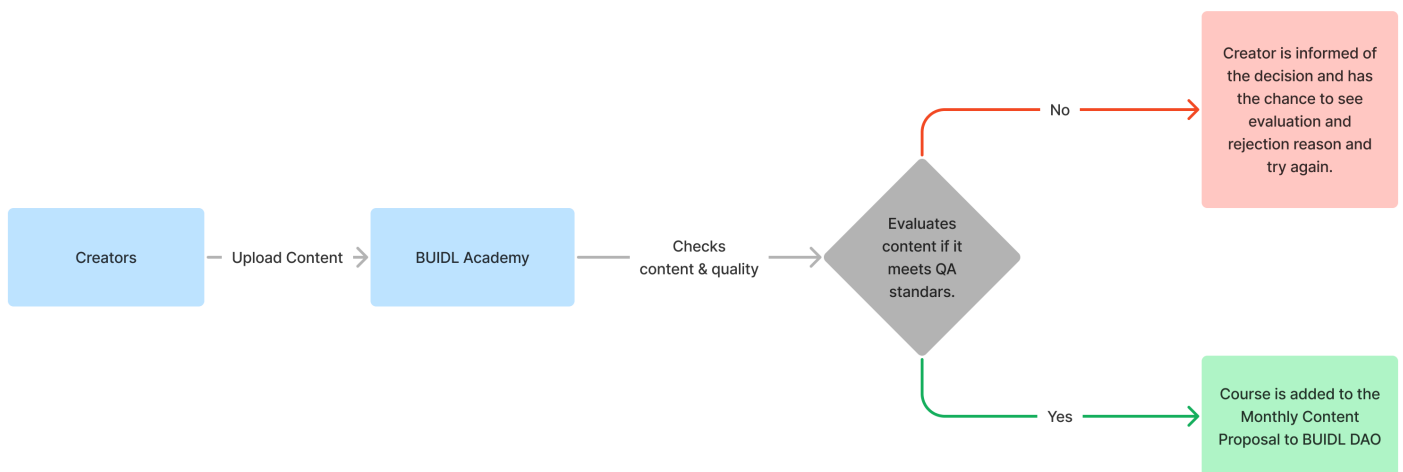 Creators
Upload Content
BUIDL Academy
Checks
content & quality
Evaluates
content if it
meets QA
standars.
No
Creator is informed of
the decision and has
the chance to see
evaluation and
rejection reason and
try again.
Yes
Course is added to the
Monthly Content
Proposal to BUIDL DAO